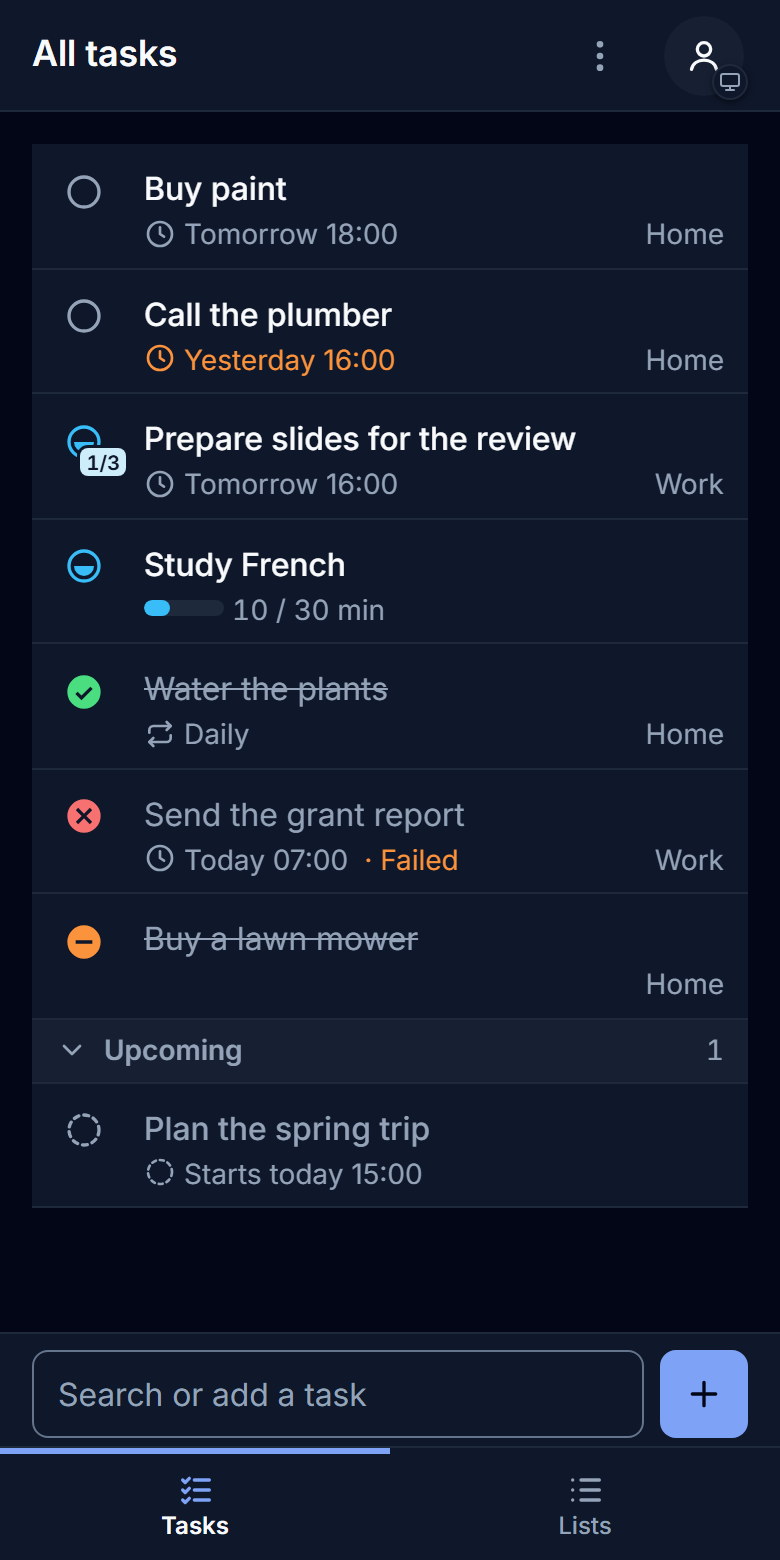 All tasks
Buy paint
Tomorrow 18:00 Home
Call the plumber
Yesterday 16:00 Home
1/3 Prepare slides for the review
Tomorrow 16:00 Work
Study French
10 / 30 min
Water the plants
Daily Home
Send the grant report
Today 07:00 · Failed Work
Buy a lawn mower
Home
Upcoming 1
Plan the spring trip
Starts today 15:00
Search or add a task
Tasks Lists